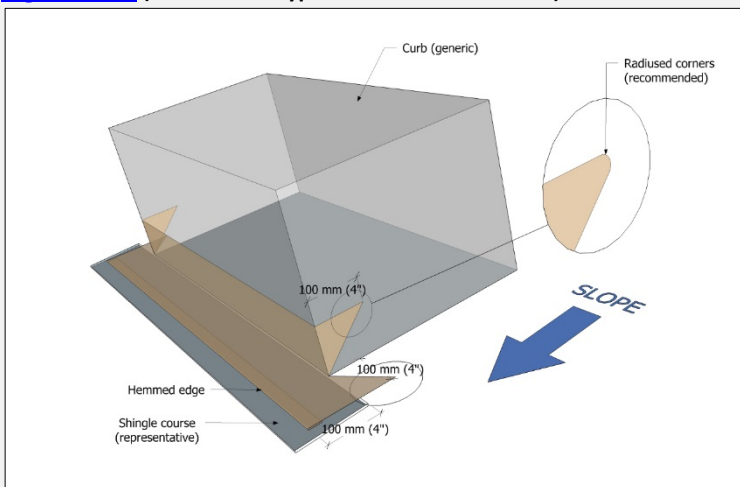 Curb (generic)
Radiused corners
(recommended)
100 mm (4")
SLOPE
100 mm (4")
Hemmed edge
Shingle course
(representative)
100 mm (4")